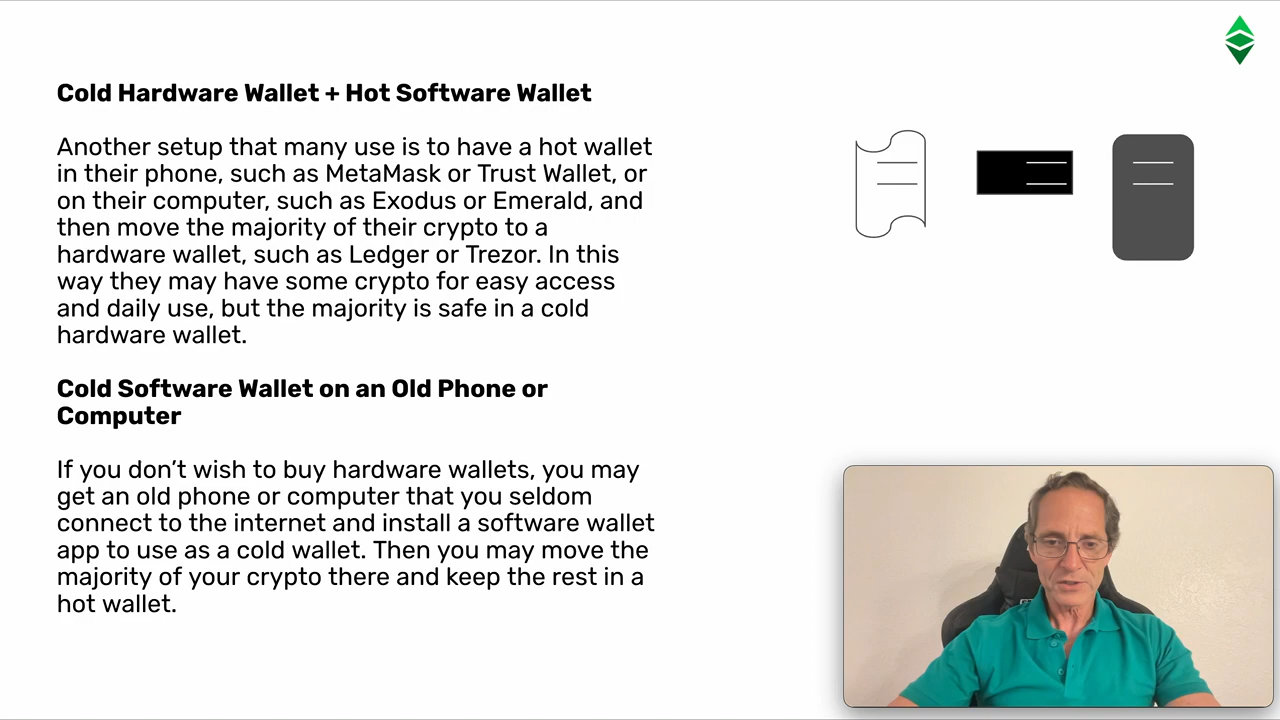 Cold Hardware Wallet + Hot Software Wallet
Another setup that many use is to have a hot wallet
in their phone, such as MetaMask or Trust Wallet, or
on their computer, such as Exodus or Emerald, and
then move the majority of their crypto to a
hardware wallet, such as Ledger or Trezor. In this
way they may have some crypto for easy access
and daily use, but the majority is safe in a cold
hardware wallet.
Cold Software Wallet on an Old Phone or
Computer
If you don’t wish to buy hardware wallets, you may
get an old phone or computer that you seldom
connect to the internet and install a software wallet
app to use as a cold wallet. Then you may move the
majority of your crypto there and keep the rest in a
hot wallet.